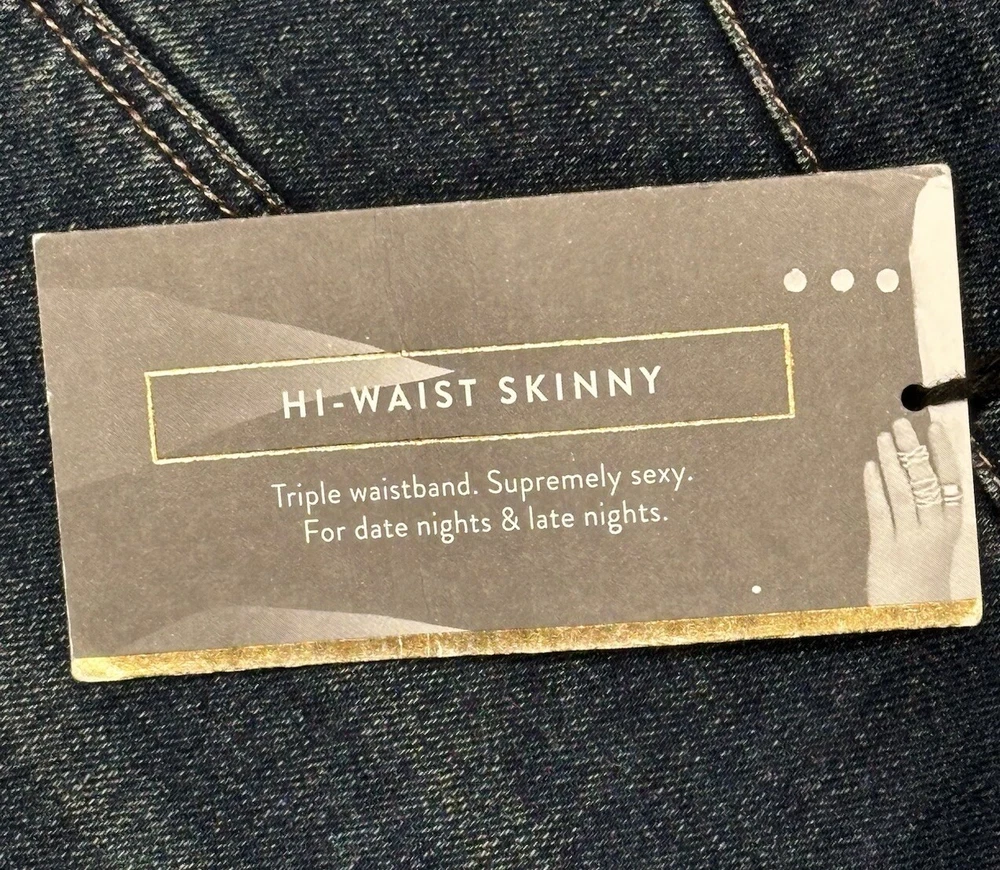 HI-WAIST SKINNY
Triple waistband. Supremely sexy.
For date nights & late nights.